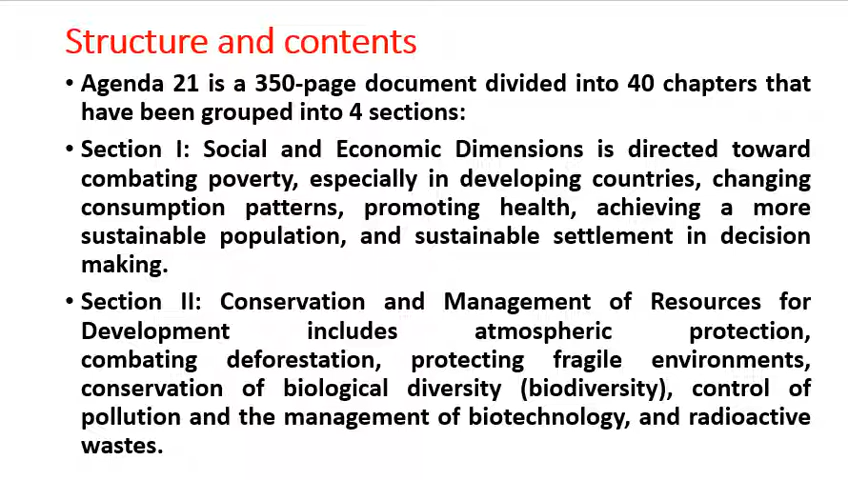 Structure and contents
• Agenda 21 is a 350-page document divided into 40 chapters that
have been grouped into 4 sections:
• Section I: Social and Economic Dimensions is directed toward
combating poverty, especially in developing countries, changing
consumption patterns, promoting health, achieving a more
sustainable population, and sustainable settlement in decision
making.
• Section II: Conservation and Management of Resources for
Development includes atmospheric protection,
combating deforestation, protecting fragile environments,
conservation of biological diversity (biodiversity), control of
pollution and the management of biotechnology, and radioactive
wastes.